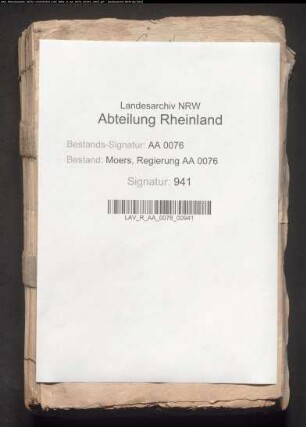 Landesarchiv NRW
Abteilung Rheinland
Bestands-Signatur: AA 0076
Bestand: Moers, Regierung AA 0076
Signatur: 941
LAV_R_AA_0076_00941